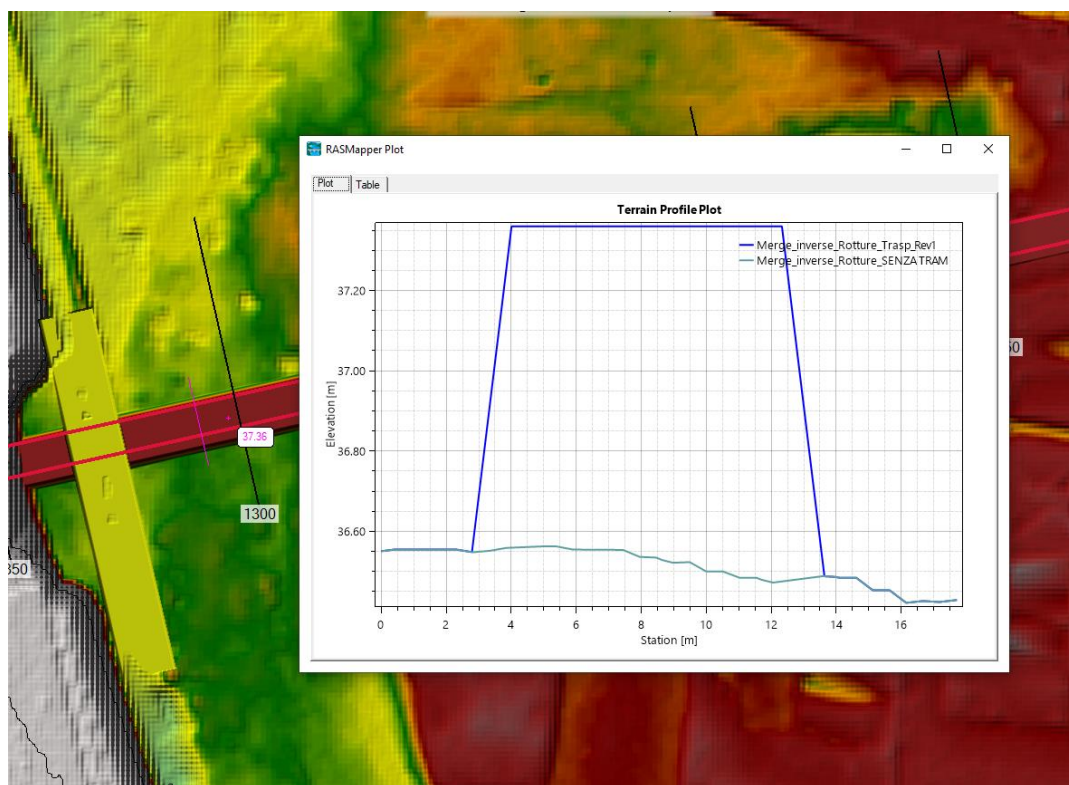 RASMapper Plot
Plot
Table
Terrain Profile Plot
Merge_inverse_Rotture_Trasp_Rev1
Merge_inverse_Rotture_SENZATRAM
37.20
37.00
36.80
36.60
Elevation [m]
0 2 4 6 8 10 12 14 16
Station [m]
37.36
1300
350
50